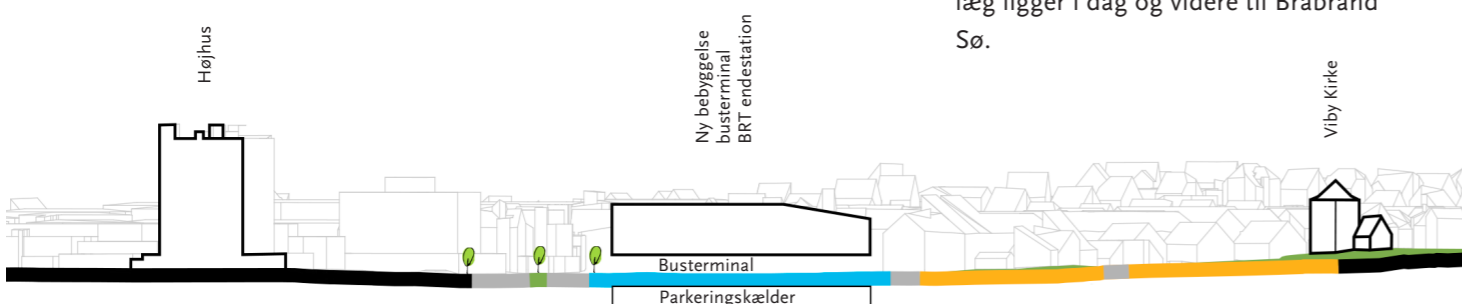 læg ligger i dag og videre til Brabrand
Sø.
Højhus
Ny bebyggelse
busterminal
BRT endestation
Viby Kirke
Busterminal
Parkeringskælder